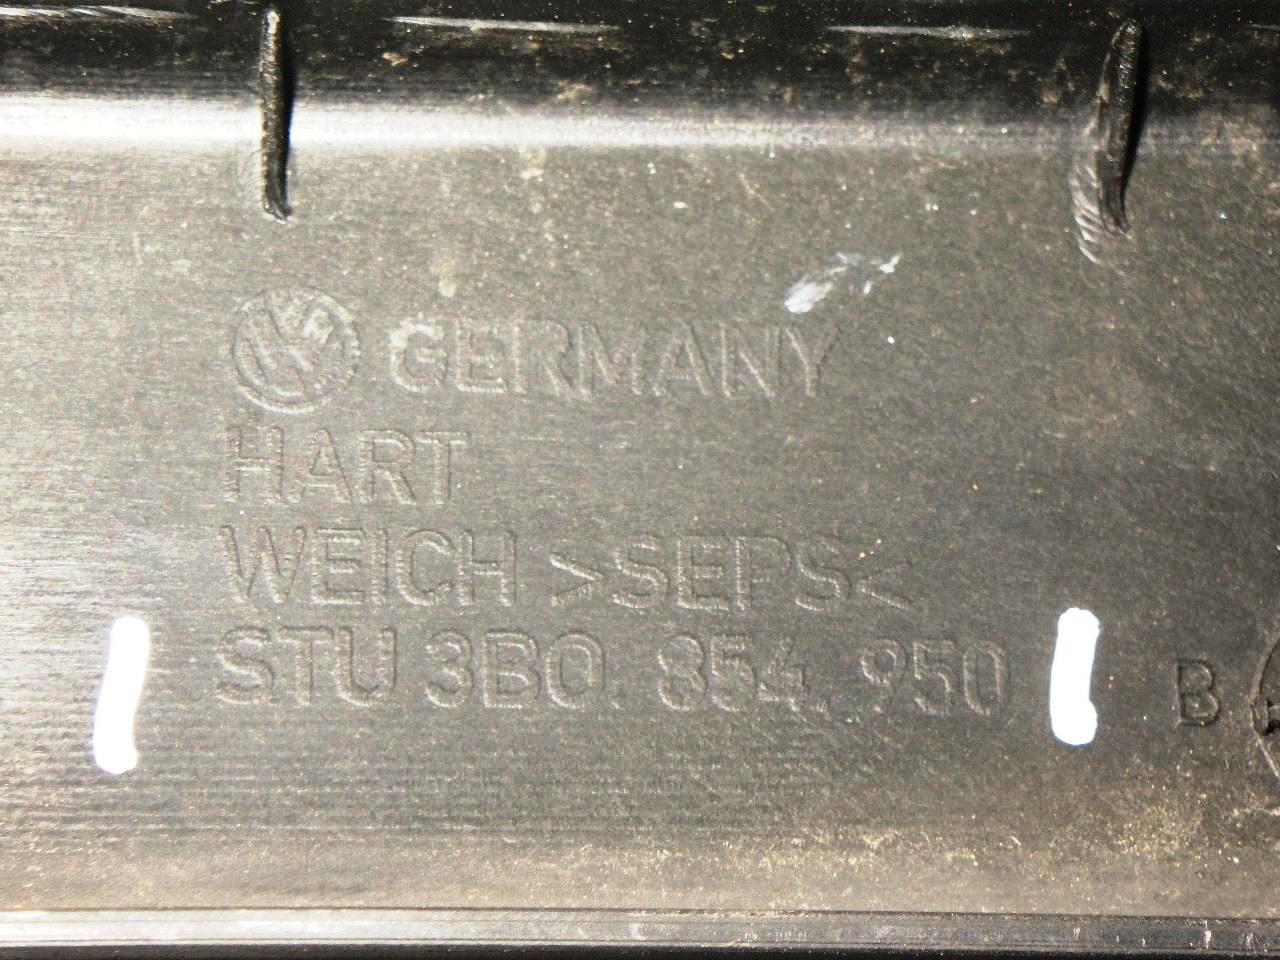 GERMANY
HART
WEICH >SEPS<
STU 3B0. 854. 950
B